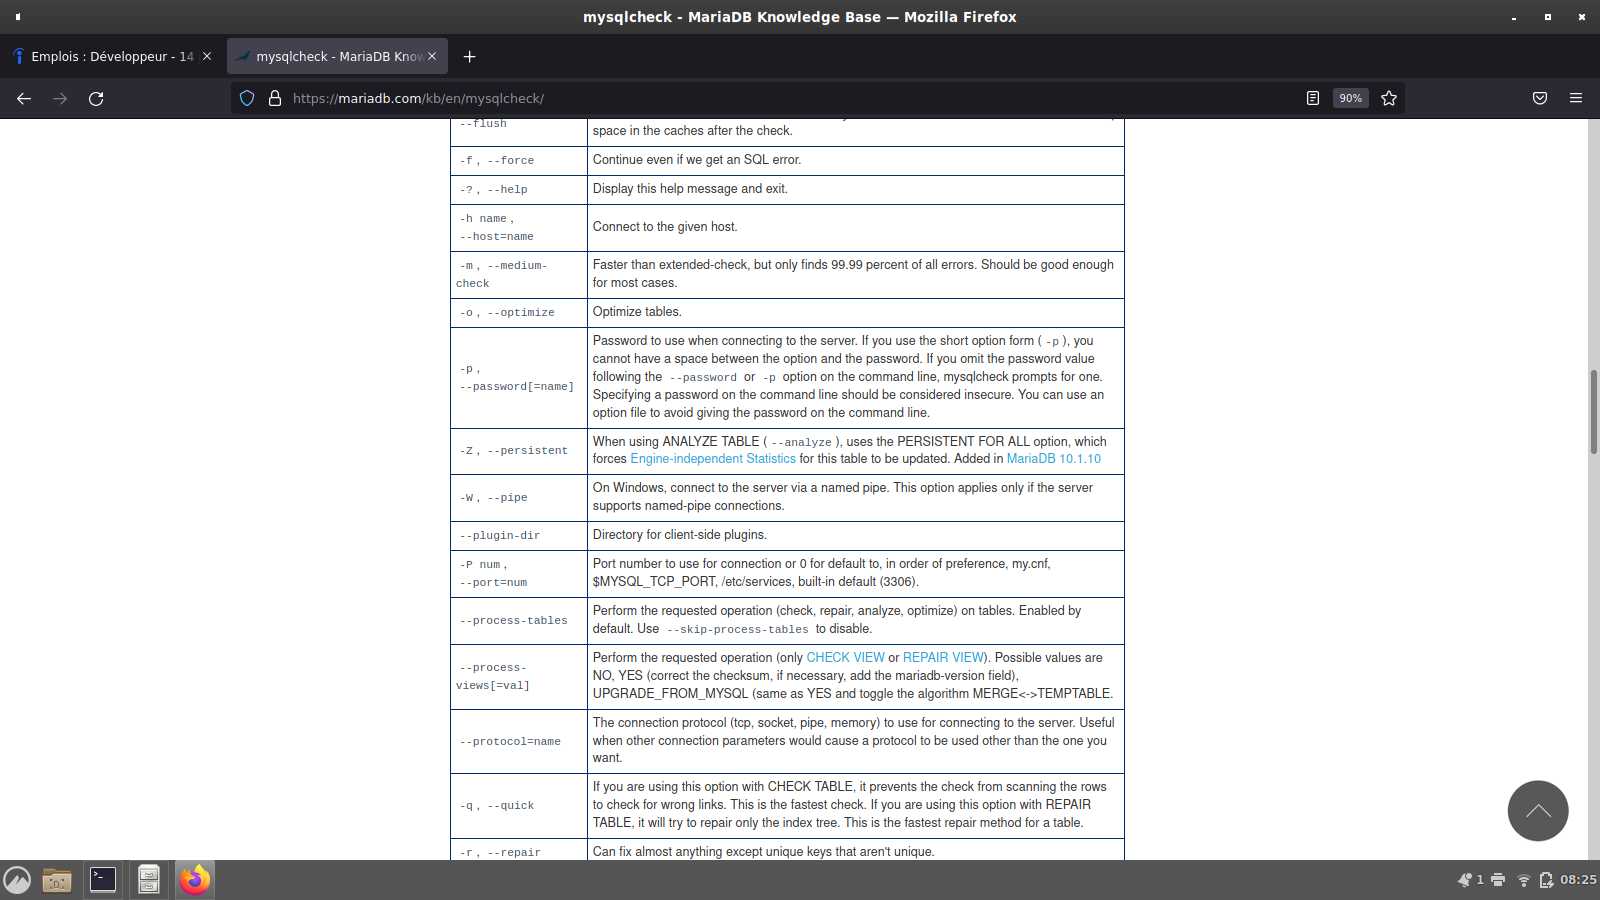 mysqlcheck - MariaDB Knowledge Base — Mozilla Firefox
Emplois : Développeur - 14
mysqlcheck - MariaDB Know
https://mariadb.com/kb/en/mysqlcheck/
90%
--flush
space in the caches after the check.
-f, --force
Continue even if we get an SQL error.
-?, --help
Display this help message and exit.
-h name,
--host=name
Connect to the given host.
-m, --medium-
check
Faster than extended-check, but only finds 99.99 percent of all errors. Should be good enough
for most cases.
-o, --optimize
Optimize tables.
-p,
--password[=name]
Password to use when connecting to the server. If you use the short option form ( -p ), you
cannot have a space between the option and the password. If you omit the password value
following the --password or -p option on the command line, mysqlcheck prompts for one.
Specifying a password on the command line should be considered insecure. You can use an
option file to avoid giving the password on the command line.
-Z, --persistent
When using ANALYZE TABLE ( --analyze ), uses the PERSISTENT FOR ALL option, which
forces Engine-independent Statistics for this table to be updated. Added in MariaDB 10.1.10
-W, --pipe
On Windows, connect to the server via a named pipe. This option applies only if the server
supports named-pipe connections.
--plugin-dir
Directory for client-side plugins.
-P num,
--port=num
Port number to use for connection or 0 for default to, in order of preference, my.cnf,
$MYSQL_TCP_PORT, /etc/services, built-in default (3306).
--process-tables
Perform the requested operation (check, repair, analyze, optimize) on tables. Enabled by
default. Use --skip-process-tables to disable.
--process-
views[=val]
Perform the requested operation (only CHECK VIEW or REPAIR VIEW). Possible values are
NO, YES (correct the checksum, if necessary, add the mariadb-version field),
UPGRADE_FROM_MYSQL (same as YES and toggle the algorithm MERGE<->TEMPTABLE.
--protocol=name
The connection protocol (tcp, socket, pipe, memory) to use for connecting to the server. Useful
when other connection parameters would cause a protocol to be used other than the one you
want.
-q, --quick
If you are using this option with CHECK TABLE, it prevents the check from scanning the rows
to check for wrong links. This is the fastest check. If you are using this option with REPAIR
TABLE, it will try to repair only the index tree. This is the fastest repair method for a table.
-r, --repair
Can fix almost anything except unique keys that aren't unique.
1
08:25